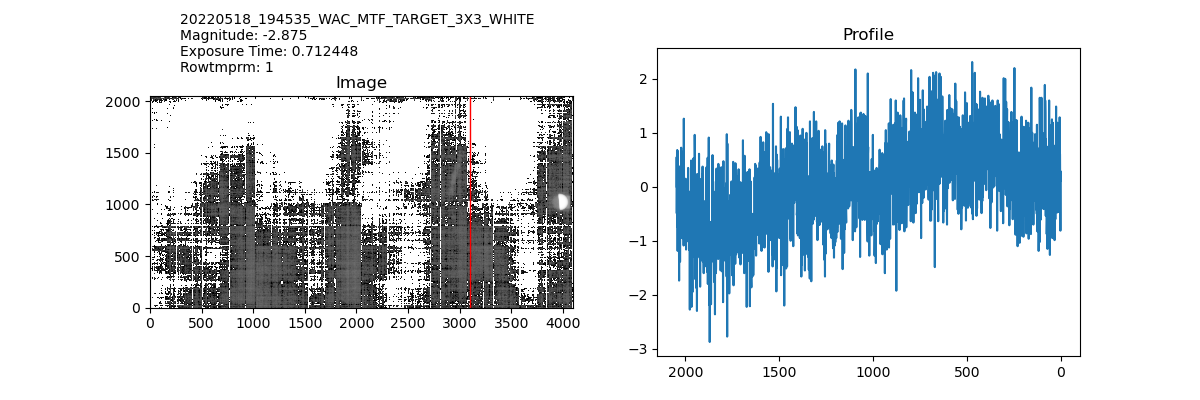 20220518_194535_WAC_MTF_TARGET_3X3_WHITE
Magnitude: -2.875
Exposure Time: 0.712448
Rowtmprm: 1
Image
2000
1500
1000
500
0
0 500 1000 1500 2000 2500 3000 3500 4000
Profile
2
1
0
−1
−2
−3
2000 1500 1000 500 0